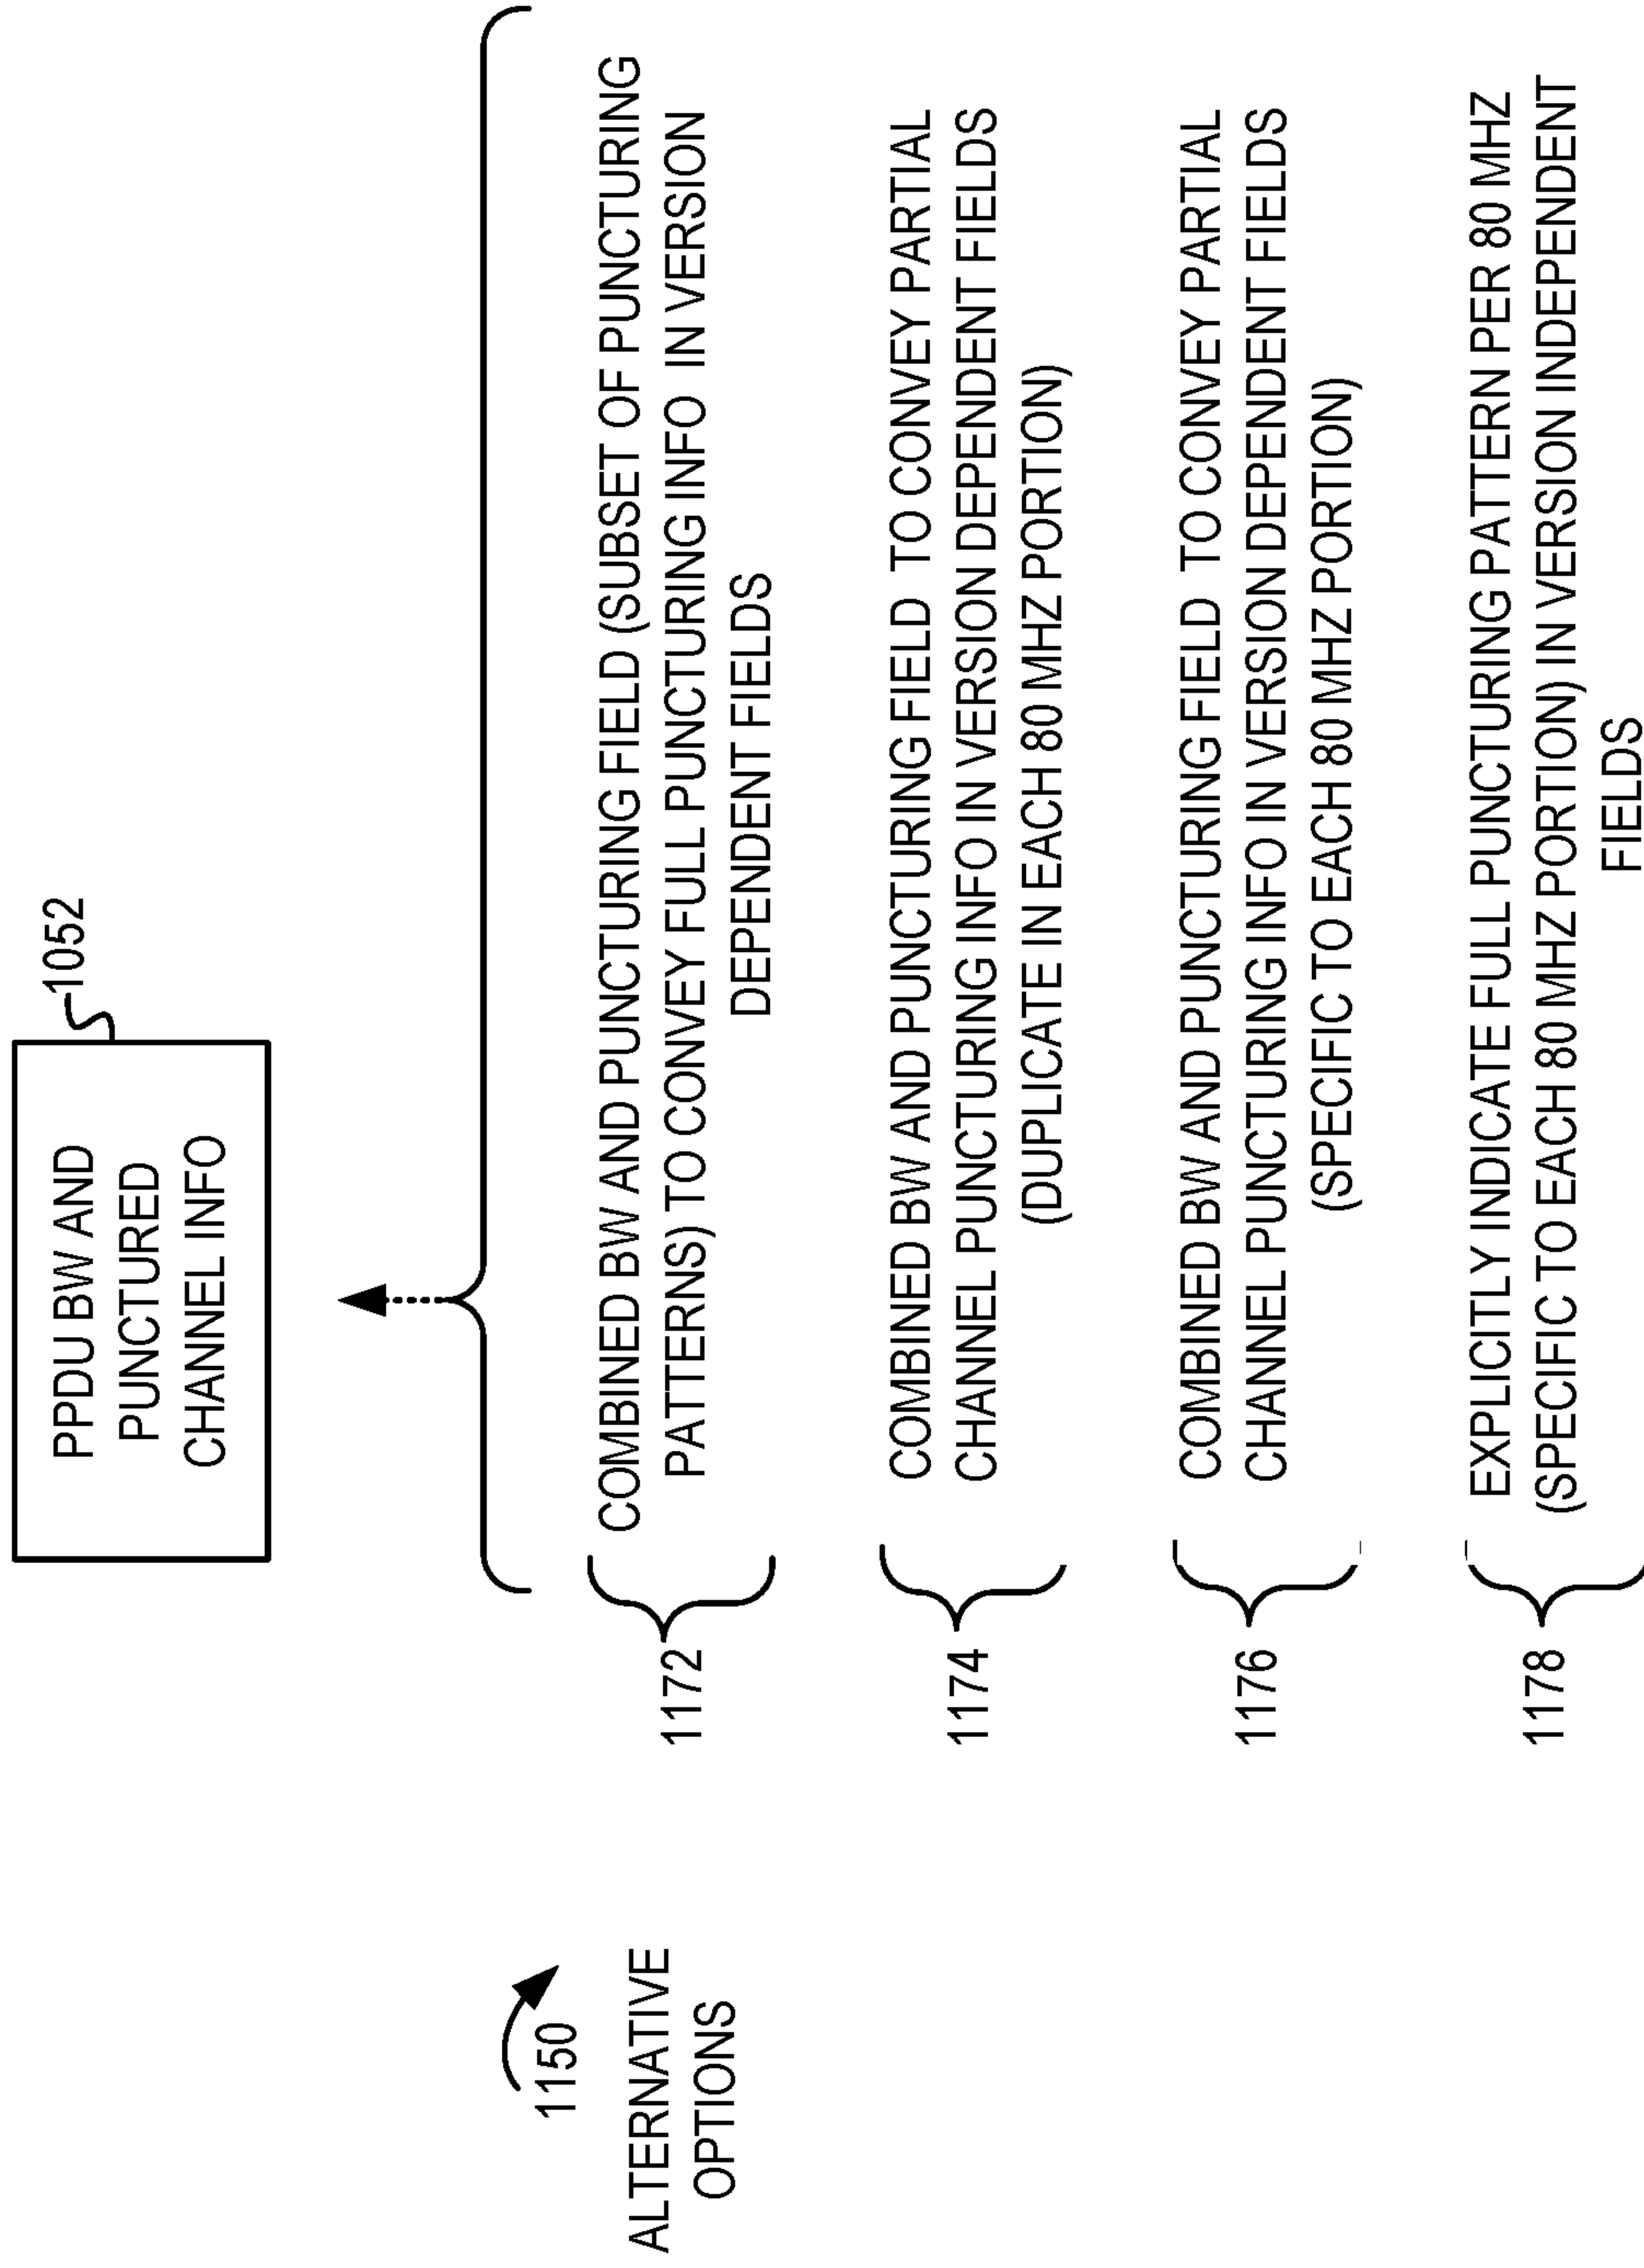 PPDU BW AND
PUNCTURED
CHANNEL INFO
1052
1150
ALTERNATIVE
OPTIONS
1172
COMBINED BW AND PUNCTURING FIELD (SUBSET OF PUNCTURING
PATTERNS) TO CONVEY FULL PUNCTURING INFO IN VERSION
DEPENDENT FIELDS
1174
COMBINED BW AND PUNCTURING FIELD TO CONVEY PARTIAL
CHANNEL PUNCTURING INFO IN VERSION DEPENDENT FIELDS
(DUPLICATE IN EACH 80 MHZ PORTION)
1176
COMBINED BW AND PUNCTURING FIELD TO CONVEY PARTIAL
CHANNEL PUNCTURING INFO IN VERSION DEPENDENT FIELDS
(SPECIFIC TO EACH 80 MHZ PORTION)
1178
EXPLICITLY INDICATE FULL PUNCTURING PATTERN PER 80 MHZ
(SPECIFIC TO EACH 80 MHZ PORTION) IN VERSION INDEPENDENT
FIELDS